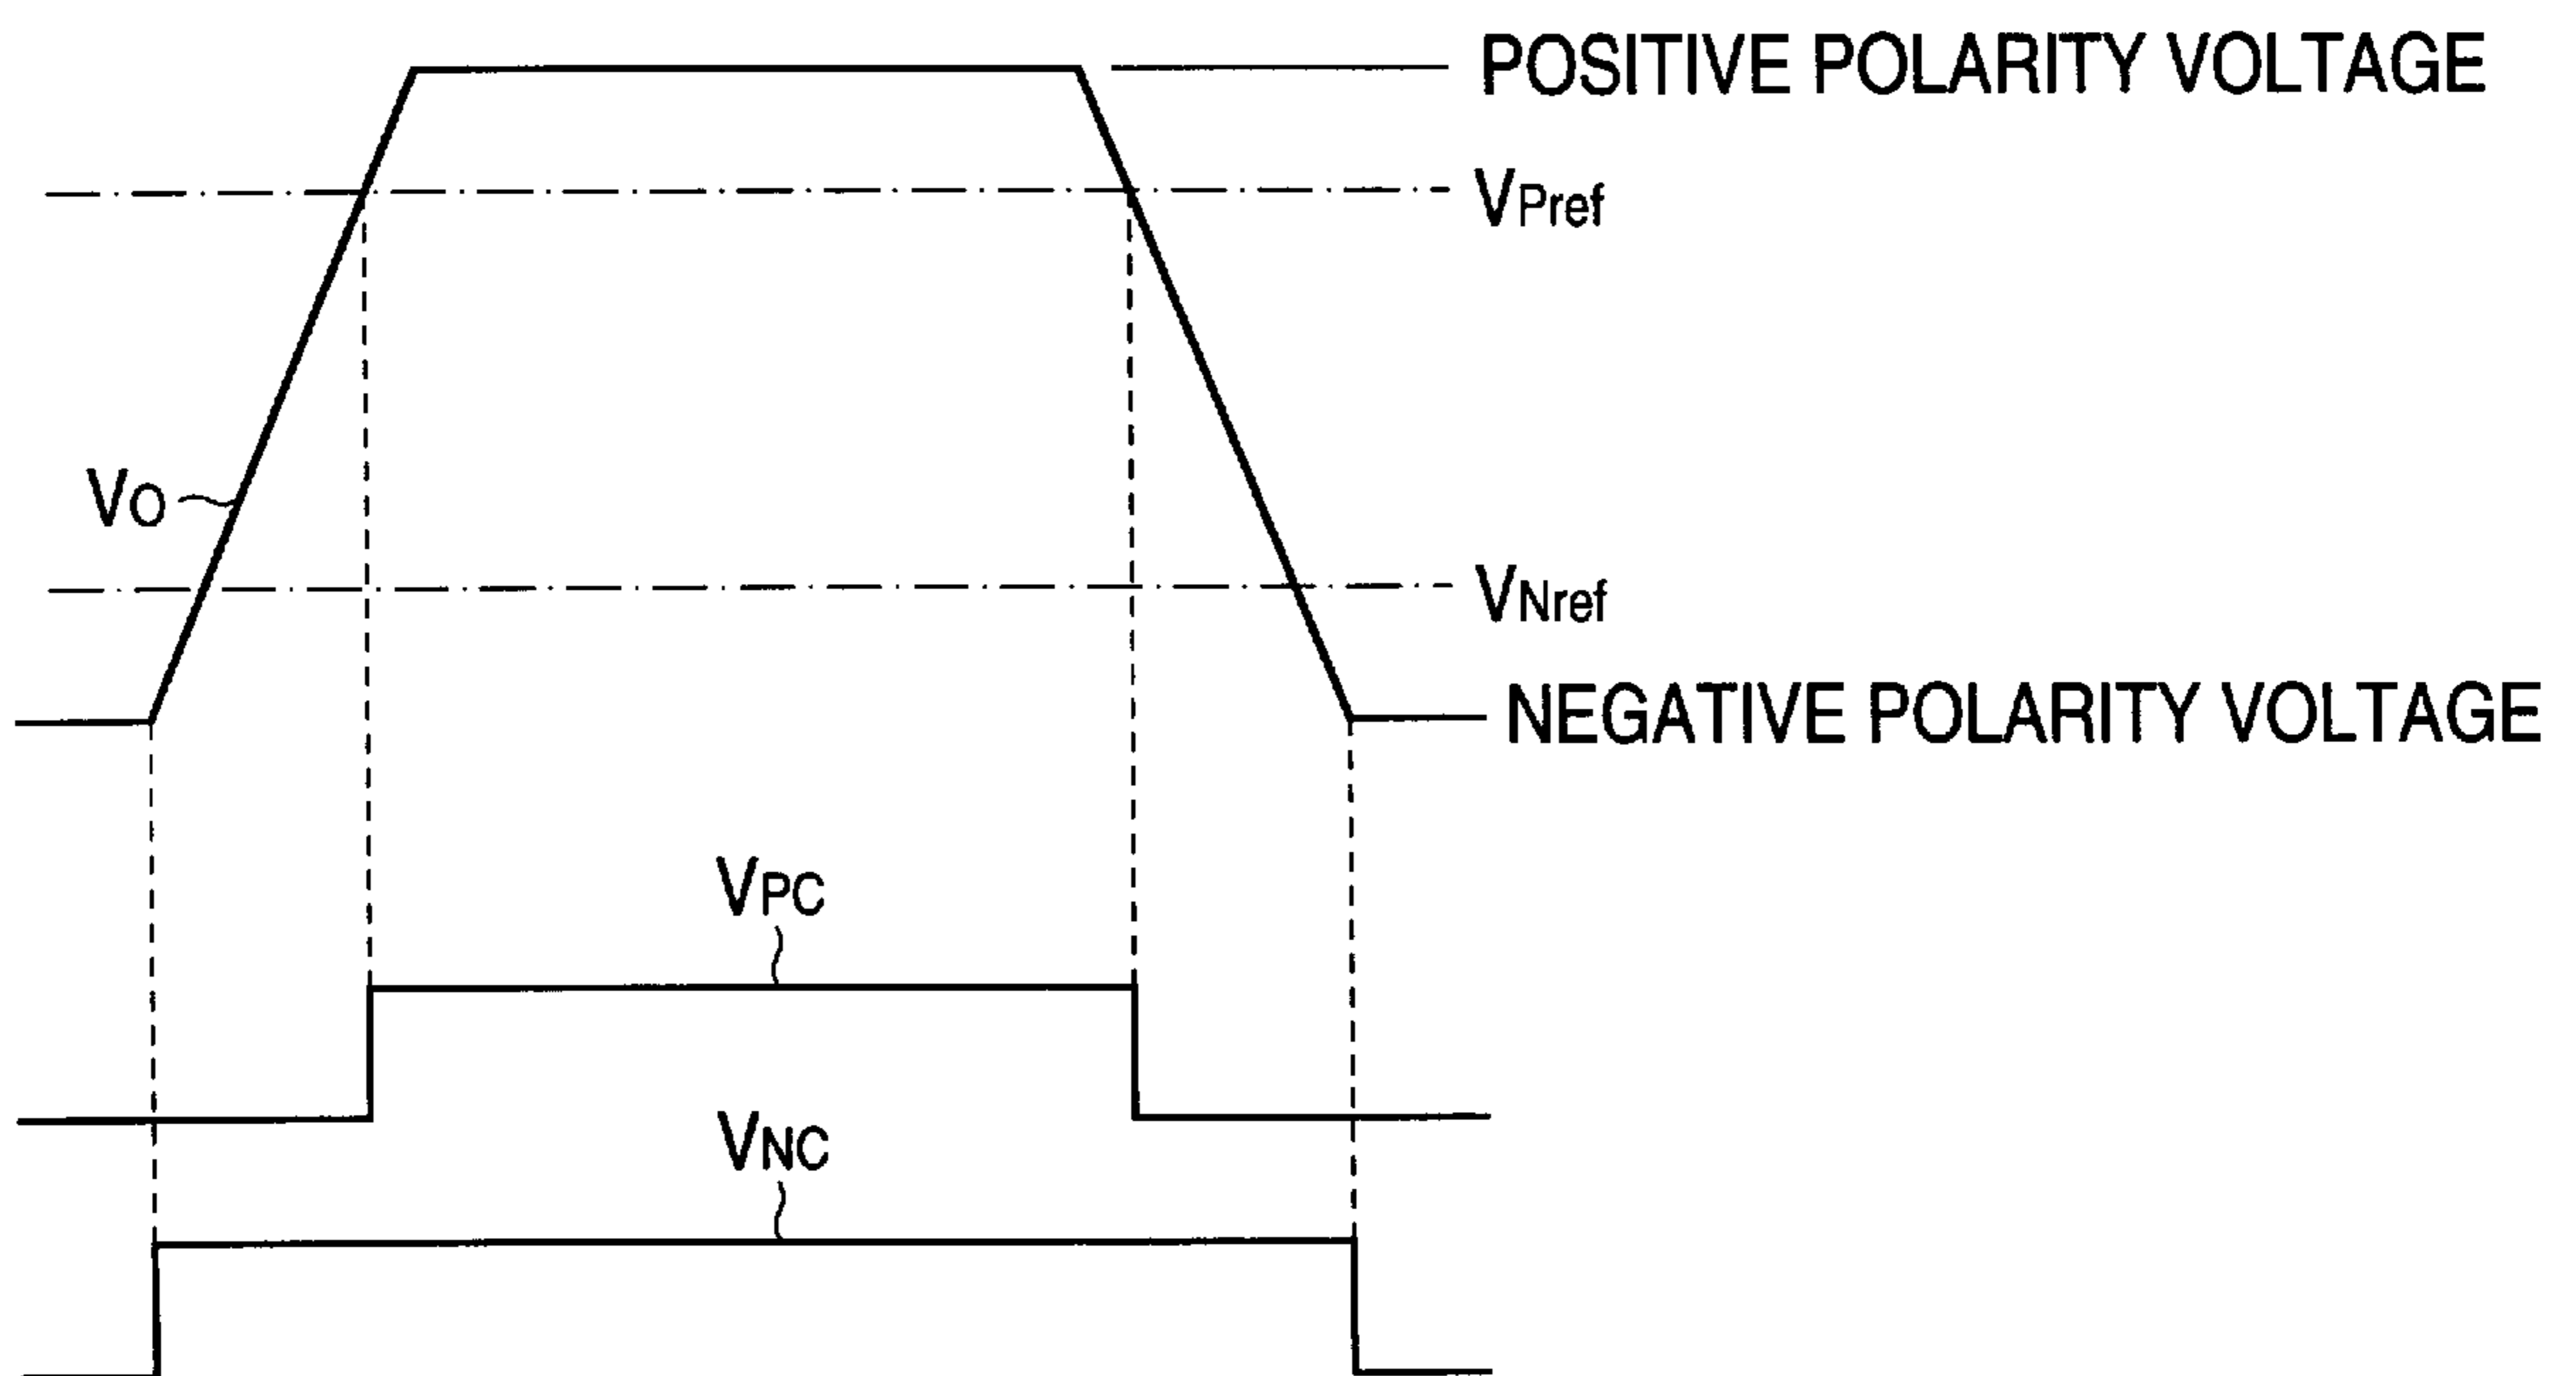 POSITIVE POLARITY VOLTAGE
VPref
VO
VNref
NEGATIVE POLARITY VOLTAGE
VPC
VNC